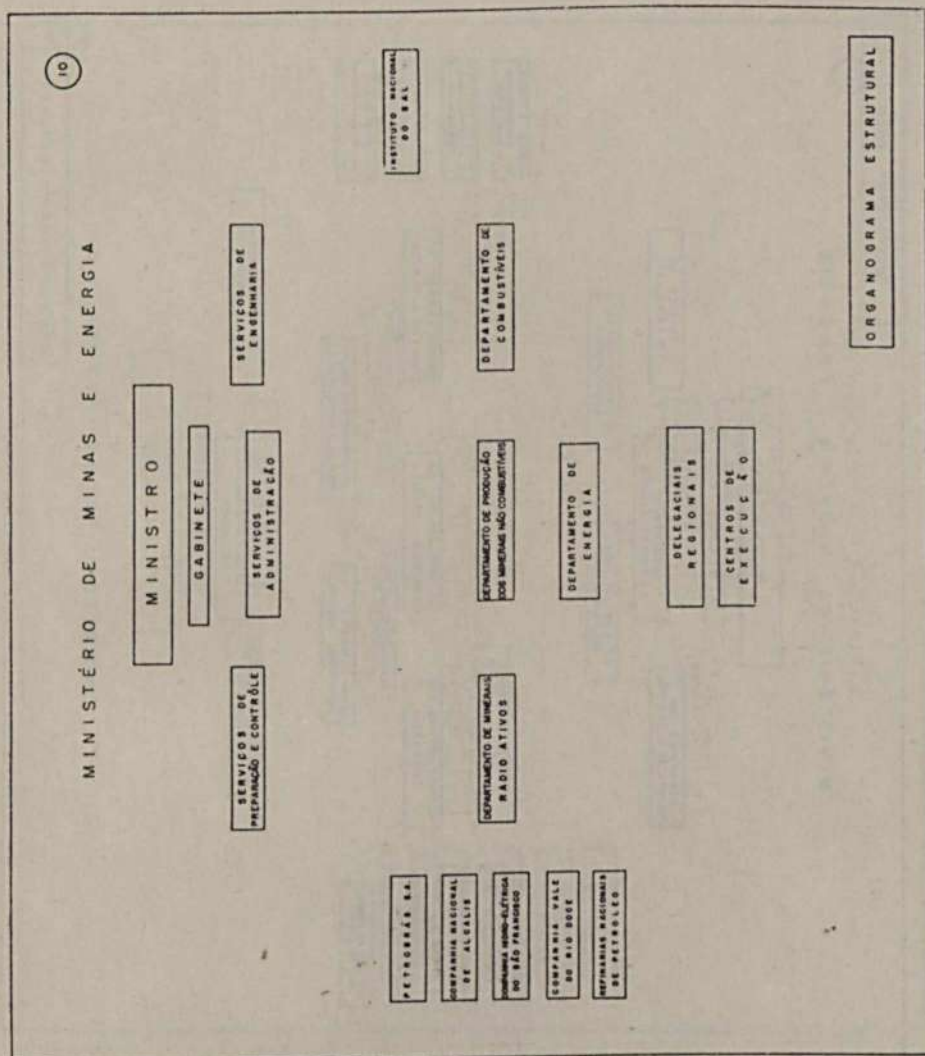 10
MINISTÉRIO DE MINAS E ENERGIA
MINISTRO
GABINETE
SERVIÇOS DE
PREPARAÇÃO E CONTRÔLE
SERVIÇOS DE
ADMINISTRAÇÃO
SERVIÇOS DE
ENGENHARIA
PETROBRÁS S.A.
COMPANHIA NACIONAL
DE ALCALIS
COMPANHIA HIDRO-ELÉTRICA
DO SÃO FRANCISCO
COMPANHIA VALE
DO RIO DOCE
REFINARIAS NACIONAIS
DE PETROLEO
INSTITUTO NACIONAL
DO SAL
DEPARTAMENTO DE MINERAIS
RADIO ATIVOS
DEPARTAMENTO DE PRODUÇÃO
DOS MINERAIS NÃO COMBUSTÍVEIS
DEPARTAMENTO DE
COMBUSTÍVEIS
DEPARTAMENTO DE
ENERGIA
DELEGACIAIS
REGIONAIS
CENTROS DE
EXECUÇÃO
ORGANOGRAMA ESTRUTURAL